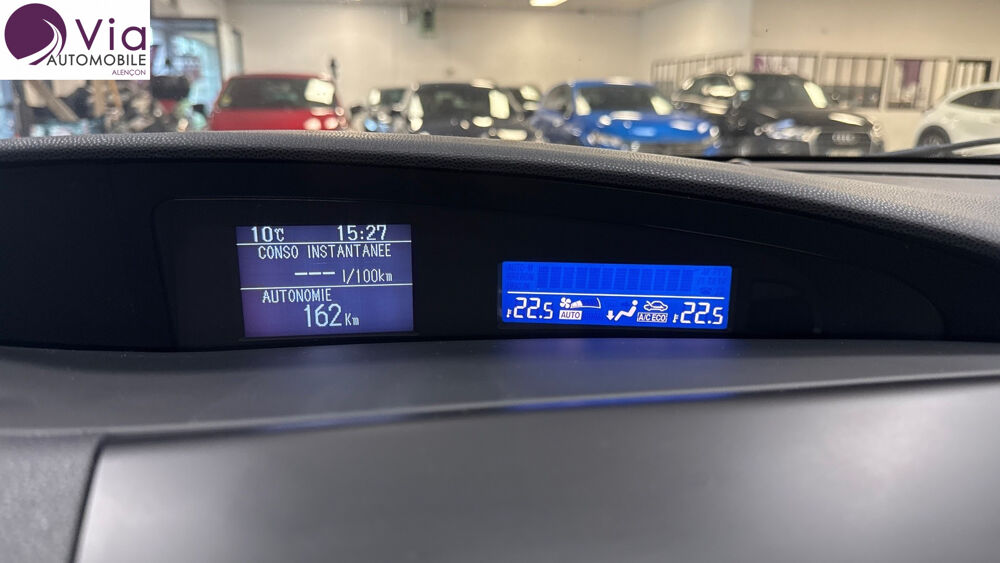 Via
AUTOMOBILE
ALENÇON
10°C 15:27
CONSO INSTANTANEE
--- l/100km
AUTONOMIE
162 Km
22.5 AUTO A/C ECO 22.5